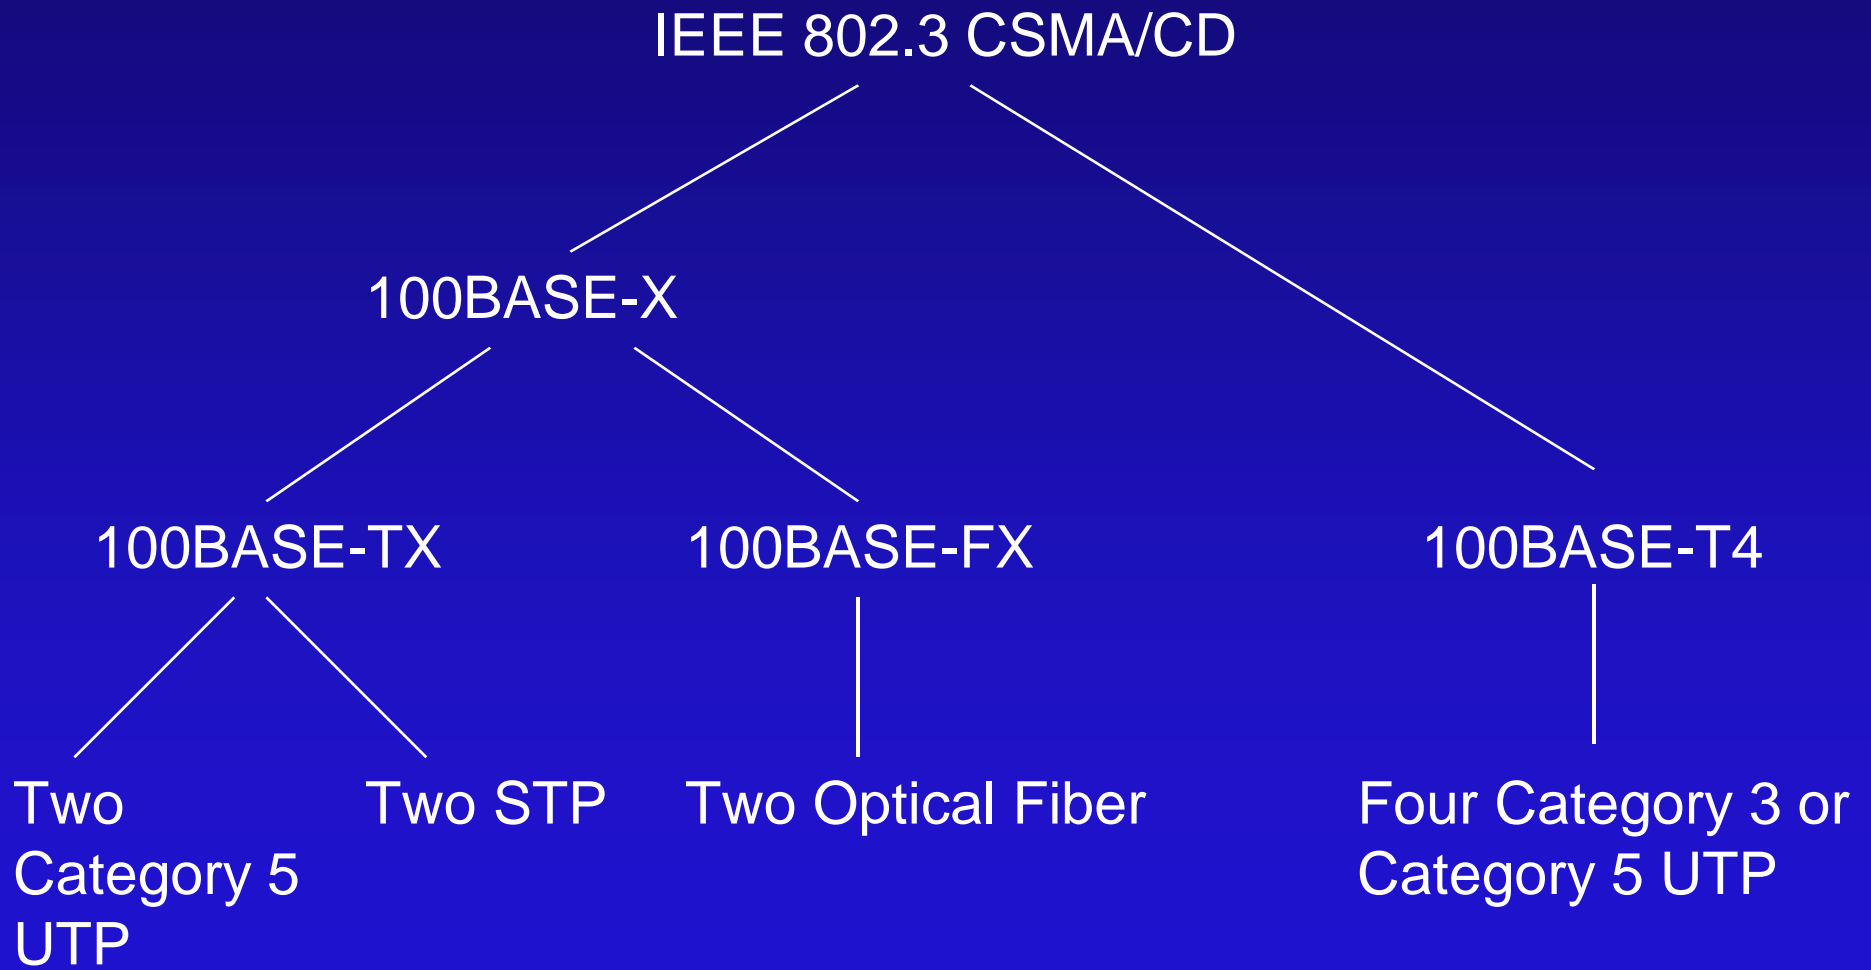 IEEE 802.3 CSMA/CD
100BASE-X
100BASE-TX
100BASE-FX
100BASE-T4
Two
Category 5
UTP
Two STP
Two Optical Fiber
Four Category 3 or
Category 5 UTP